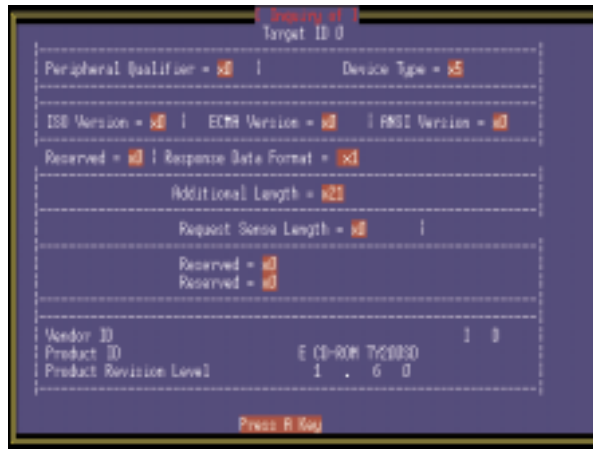 Inquiry of 1
Target ID 0
Peripheral Qualifier = x0 | Device Type = x5
ISO Version = x0 | ECMA Version = x0 | ANSI Version = x0
Reserved = x0 | Response Data Format = x1
Additional Length = x21
Request Sense Length = x0 |
Reserved = x0
Reserved = x0
Vendor ID I D
Product ID E CD-ROM
Product Revision Level 1 . 6 0
Press A Key